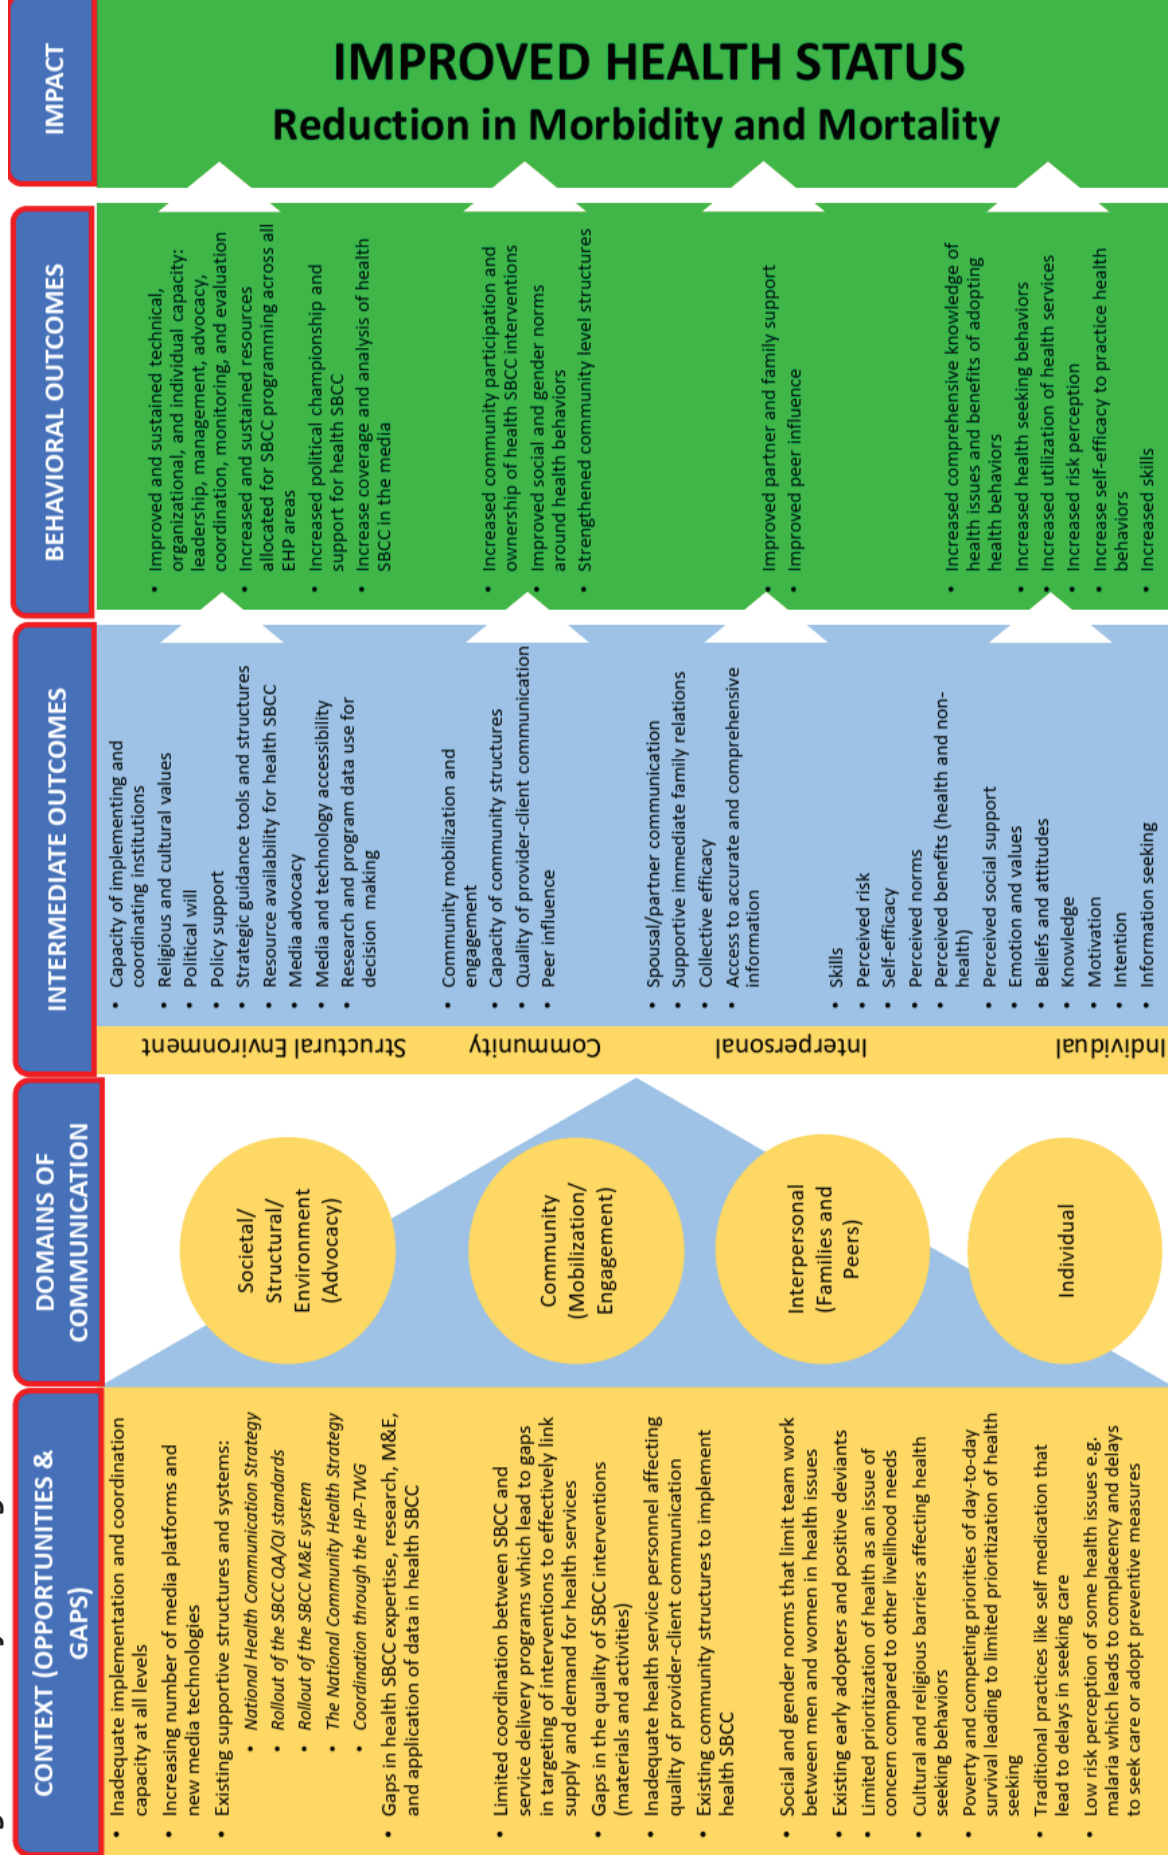 CONTEXT (OPPORTUNITIES &
GAPS)
• Inadequate implementation and coordination
capacity at all levels
• Increasing number of media platforms and
new media technologies
• Existing supportive structures and systems:
• National Health Communication Strategy
• Rollout of the SBCC QA/QI standards
• Rollout of the SBCC M&E system
• The National Community Health Strategy
• Coordination through the HP-TWG
• Gaps in health SBCC expertise, research, M&E,
and application of data in health SBCC
• Limited coordination between SBCC and
service delivery programs which lead to gaps
in targeting of interventions to effectively link
supply and demand for health services
• Gaps in the quality of SBCC interventions
(materials and activities)
• Inadequate health service personnel affecting
quality of provider-client communication
• Existing community structures to implement
health SBCC
• Social and gender norms that limit team work
between men and women in health issues
• Existing early adopters and positive deviants
• Limited prioritization of health as an issue of
concern compared to other livelihood needs
• Cultural and religious barriers affecting health
seeking behaviors
• Poverty and competing priorities of day-to-day
survival leading to limited prioritization of health
seeking
• Traditional practices like self medication that
lead to delays in seeking care
• Low risk perception of some health issues e.g.
malaria which leads to complacency and delays
to seek care or adopt preventive measures
DOMAINS OF
COMMUNICATION
Societal/
Structural/
Environment
(Advocacy)
Community
(Mobilization/
Engagement)
Interpersonal
(Families and
Peers)
Individual
INTERMEDIATE OUTCOMES
Structural Environment
• Capacity of implementing and
coordinating institutions
• Religious and cultural values
• Political will
• Policy support
• Strategic guidance tools and structures
• Resource availability for health SBCC
• Media advocacy
• Media and technology accessibility
• Research and program data use for
decision making
Community
• Community mobilization and
engagement
• Capacity of community structures
• Quality of provider-client communication
• Peer influence
Interpersonal
• Spousal/partner communication
• Supportive immediate family relations
• Collective efficacy
• Access to accurate and comprehensive
information
Individual
• Skills
• Perceived risk
• Self-efficacy
• Perceived norms
• Perceived benefits (health and non-
health)
• Perceived social support
• Emotion and values
• Beliefs and attitudes
• Knowledge
• Motivation
• Intention
• Information seeking
BEHAVIORAL OUTCOMES
• Improved and sustained technical,
organizational, and individual capacity:
leadership, management, advocacy,
coordination, monitoring, and evaluation
• Increased and sustained resources
allocated for SBCC programming across all
EHP areas
• Increased political championship and
support for health SBCC
• Increase coverage and analysis of health
SBCC in the media
• Increased community participation and
ownership of health SBCC interventions
• Improved social and gender norms
around health behaviors
• Strengthened community level structures
• Improved partner and family support
• Improved peer influence
• Increased comprehensive knowledge of
health issues and benefits of adopting
health behaviors
• Increased health seeking behaviors
• Increased utilization of health services
• Increased risk perception
• Increase self-efficacy to practice health
behaviors
• Increased skills
IMPACT
IMPROVED HEALTH STATUS
Reduction in Morbidity and Mortality